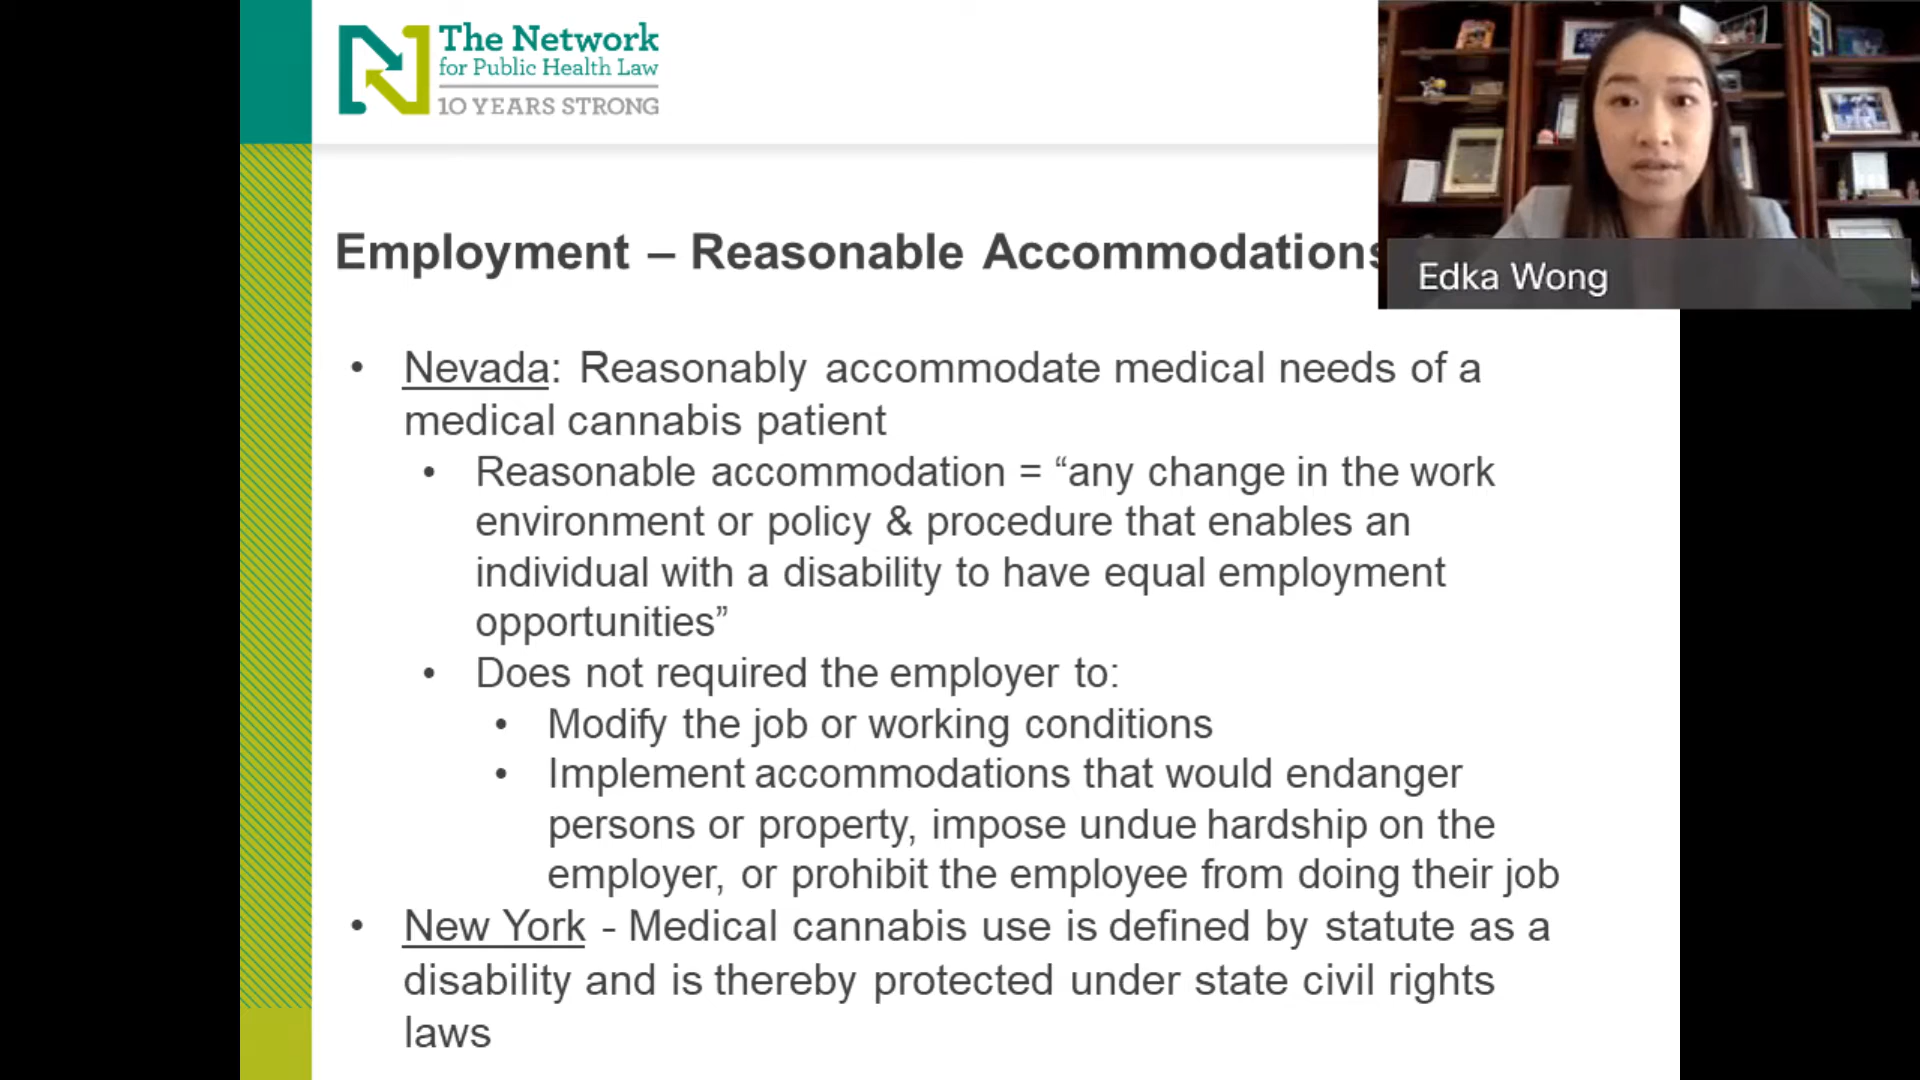 The Network
for Public Health Law
10 YEARS STRONG
Edka Wong
Employment – Reasonable Accommodations
• Nevada: Reasonably accommodate medical needs of a
medical cannabis patient
• Reasonable accommodation = “any change in the work
environment or policy & procedure that enables an
individual with a disability to have equal employment
opportunities”
• Does not required the employer to:
• Modify the job or working conditions
• Implement accommodations that would endanger
persons or property, impose undue hardship on the
employer, or prohibit the employee from doing their job
• New York - Medical cannabis use is defined by statute as a
disability and is thereby protected under state civil rights
laws